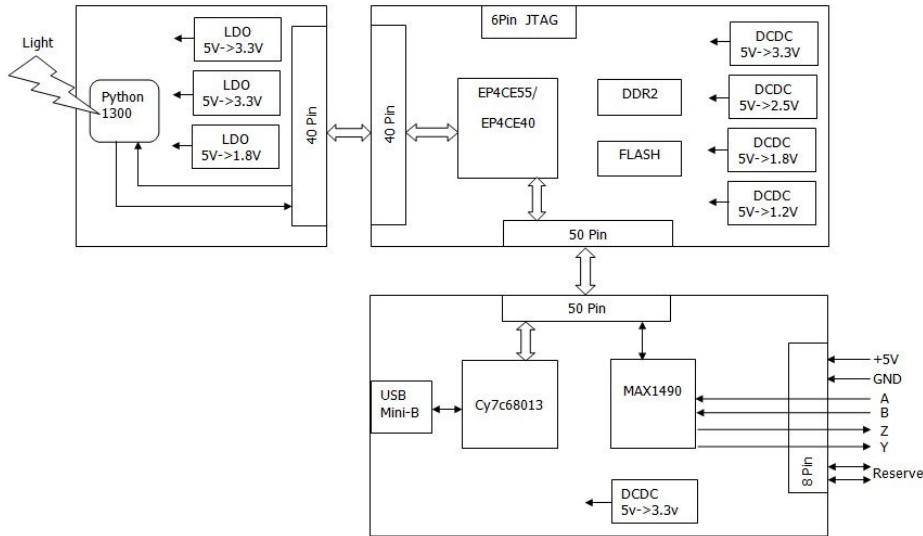 Light
Python
1300
LDO
5V->3.3V
LDO
5V->3.3V
LDO
5V->1.8V
40 Pin
40 Pin
6Pin JTAG
EP4CE55/
EP4CE40
DDR2
FLASH
DCDC
5V->3.3V
DCDC
5V->2.5V
DCDC
5V->1.8V
DCDC
5V->1.2V
50 Pin
50 Pin
USB
Mini-B
Cy7c68013
MAX1490
DCDC
5v->3.3v
8 Pin
+5V
GND
A
B
Z
Y
Reserve